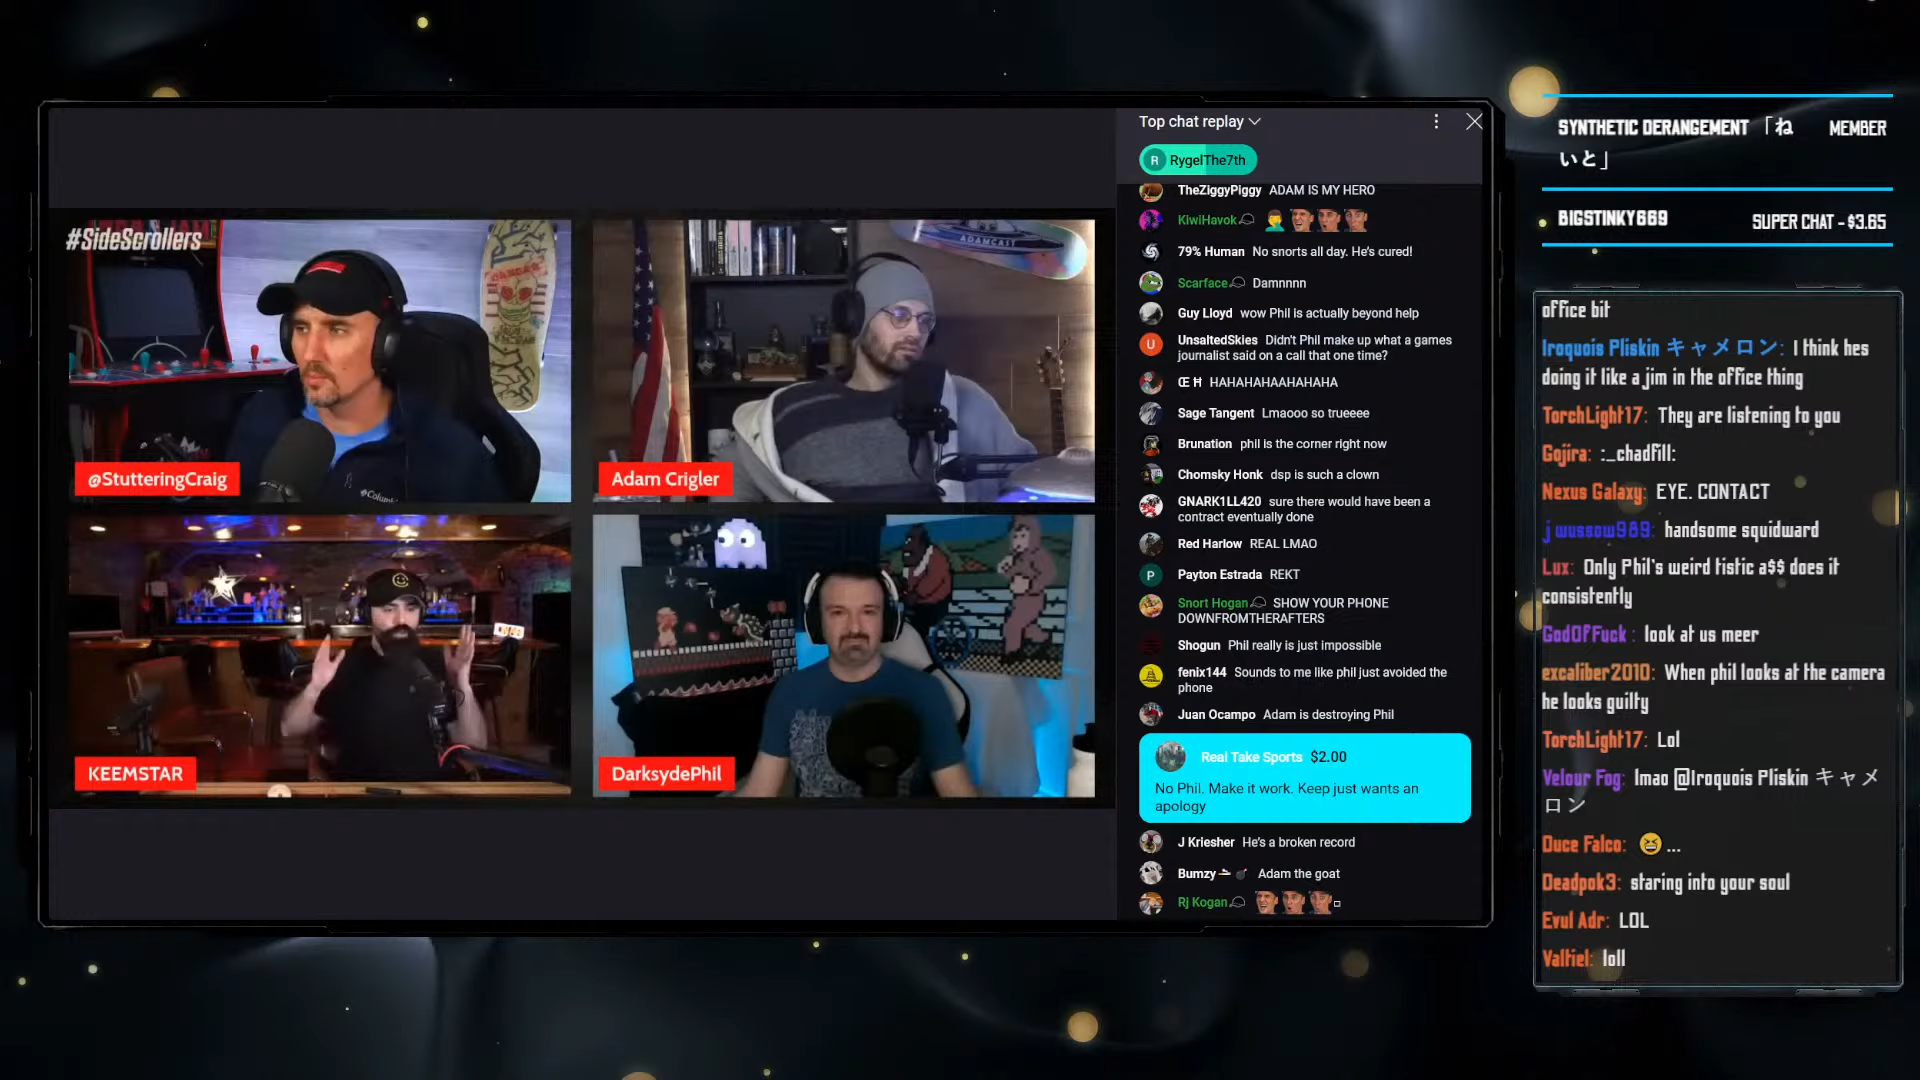 #SideScrollers
@StutteringCraig
ADAMCAST
Adam Crigler
KEEMSTAR
DarksydePhil
Top chat replay
R RygelThe7th
TheZiggyPiggy ADAM IS MY HERO
KiwiHavok
79% Human No snorts all day. He's cured!
Scarface Damnnnn
Guy Lloyd wow Phil is actually beyond help
U UnsaltedSkies Didn't Phil make up what a games
journalist said on a call that one time?
Œ Ħ HAHAHAHAAHAHAHA
Sage Tangent Lmaooo so trueeee
Brunation phil is the corner right now
Chomsky Honk dsp is such a clown
GNARK1LL420 sure there would have been a
contract eventually done
Red Harlow REAL LMAO
P Payton Estrada REKT
Snort Hogan SHOW YOUR PHONE
DOWNFROMTHERAFTERS
Shogun Phil really is just impossible
fenix144 Sounds to me like phil just avoided the
phone
Juan Ocampo Adam is destroying Phil
Real Take Sports $2.00
No Phil. Make it work. Keep just wants an
apology
J Kriesher He's a broken record
Bumzy Adam the goat
Rj Kogan
SYNTHETIC DERANGEMENT 「ね MEMBER
いと」
BIGSTINKY669 SUPER CHAT - $3.65
office bit
Iroquois Pliskin キャメロン: I think hes
doing it like a jim in the office thing
TorchLight17: They are listening to you
Gojira: :_chadfill:
Nexus Galaxy: EYE. CONTACT
j wussow989: handsome squidward
Lux: Only Phil's weird tistic a$$ does it
consistently
GodOfFuck : look at us meer
excaliber2010: When phil looks at the camera
he looks guilty
TorchLight17: Lol
Velour Fog: lmao @Iroquois Pliskin キャメ
ロン
Duce Falco: 😆...
Deadpok3: staring into your soul
Evul Adr: LOL
Valfiel: loll